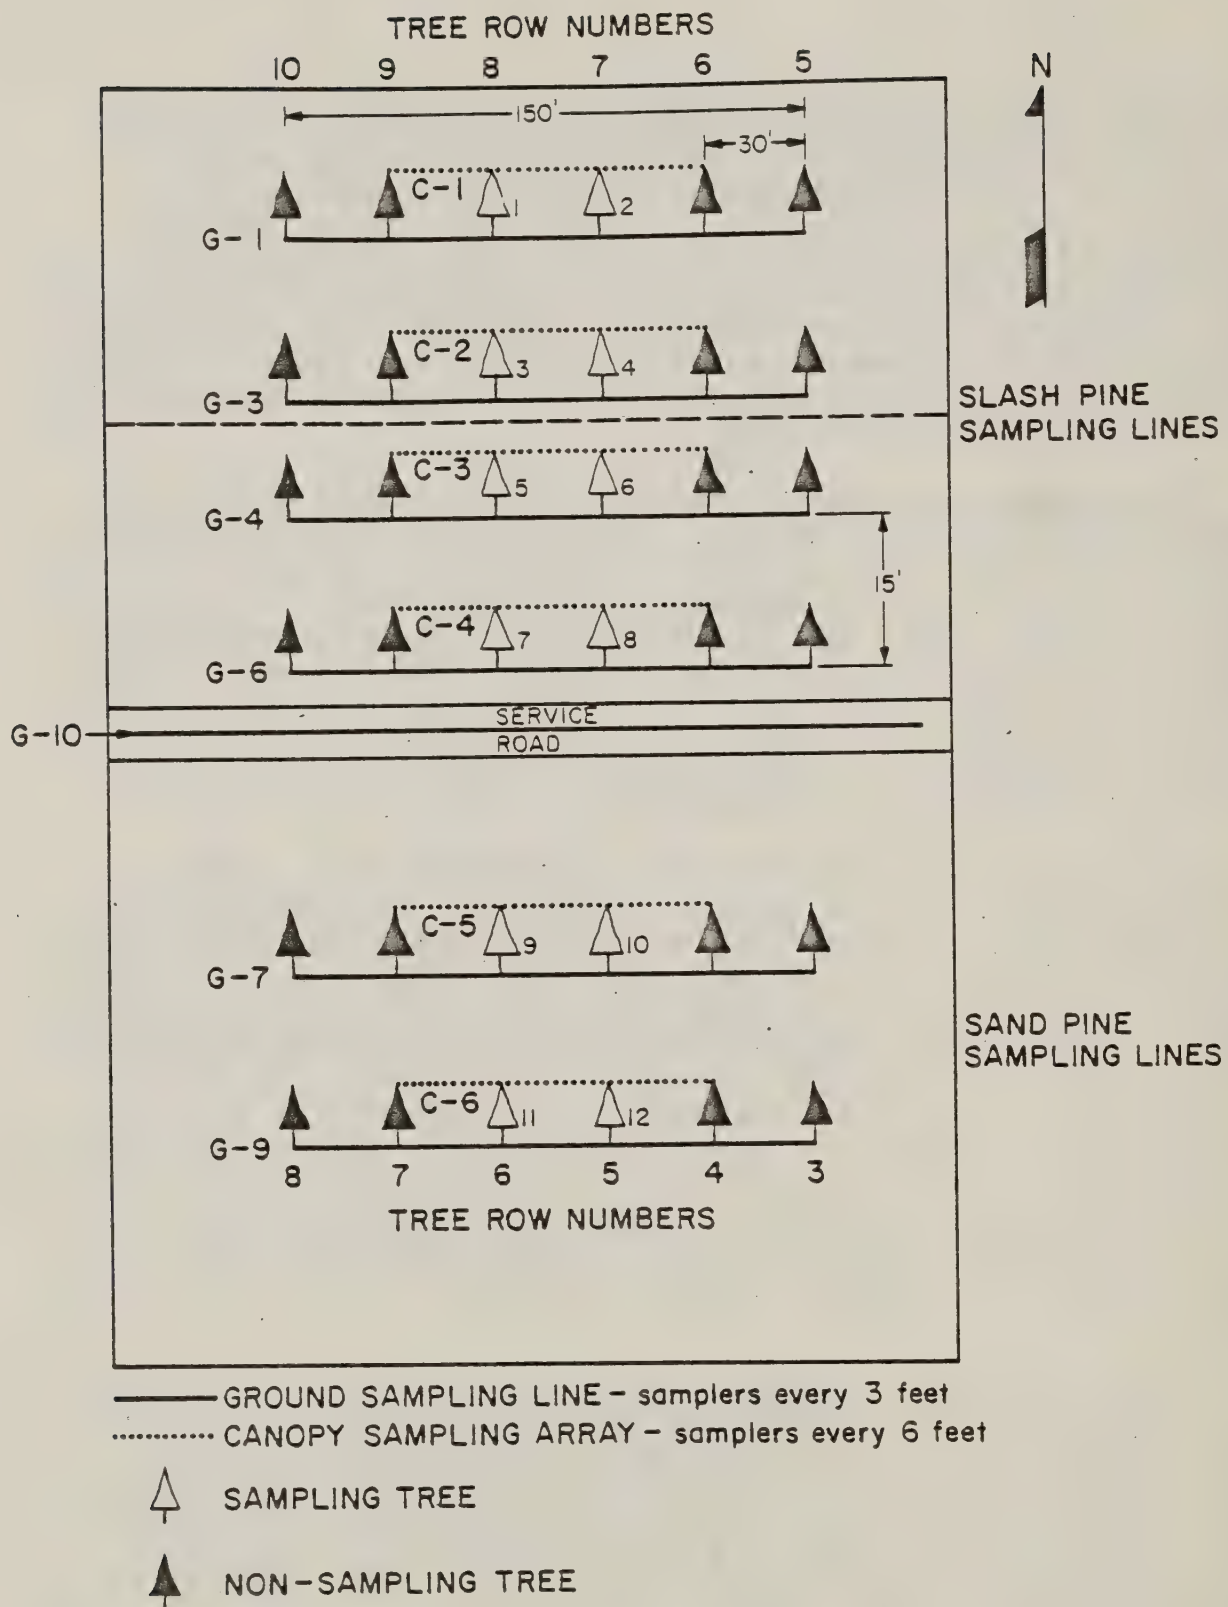 TREE ROW NUMBERS
10 9 8 7 6 5
N
150'
30'
C-1
1
2
G-1
C-2
3
4
G-3
SLASH PINE
SAMPLING LINES
C-3
5
6
G-4
15'
C-4
7
8
G-6
SERVICE
G-10
ROAD
C-5
9
10
G-7
SAND PINE
SAMPLING LINES
C-6
11
12
G-9
8 7 6 5 4 3
TREE ROW NUMBERS
GROUND SAMPLING LINE - samplers every 3 feet
CANOPY SAMPLING ARRAY - samplers every 6 feet
SAMPLING TREE
NON-SAMPLING TREE